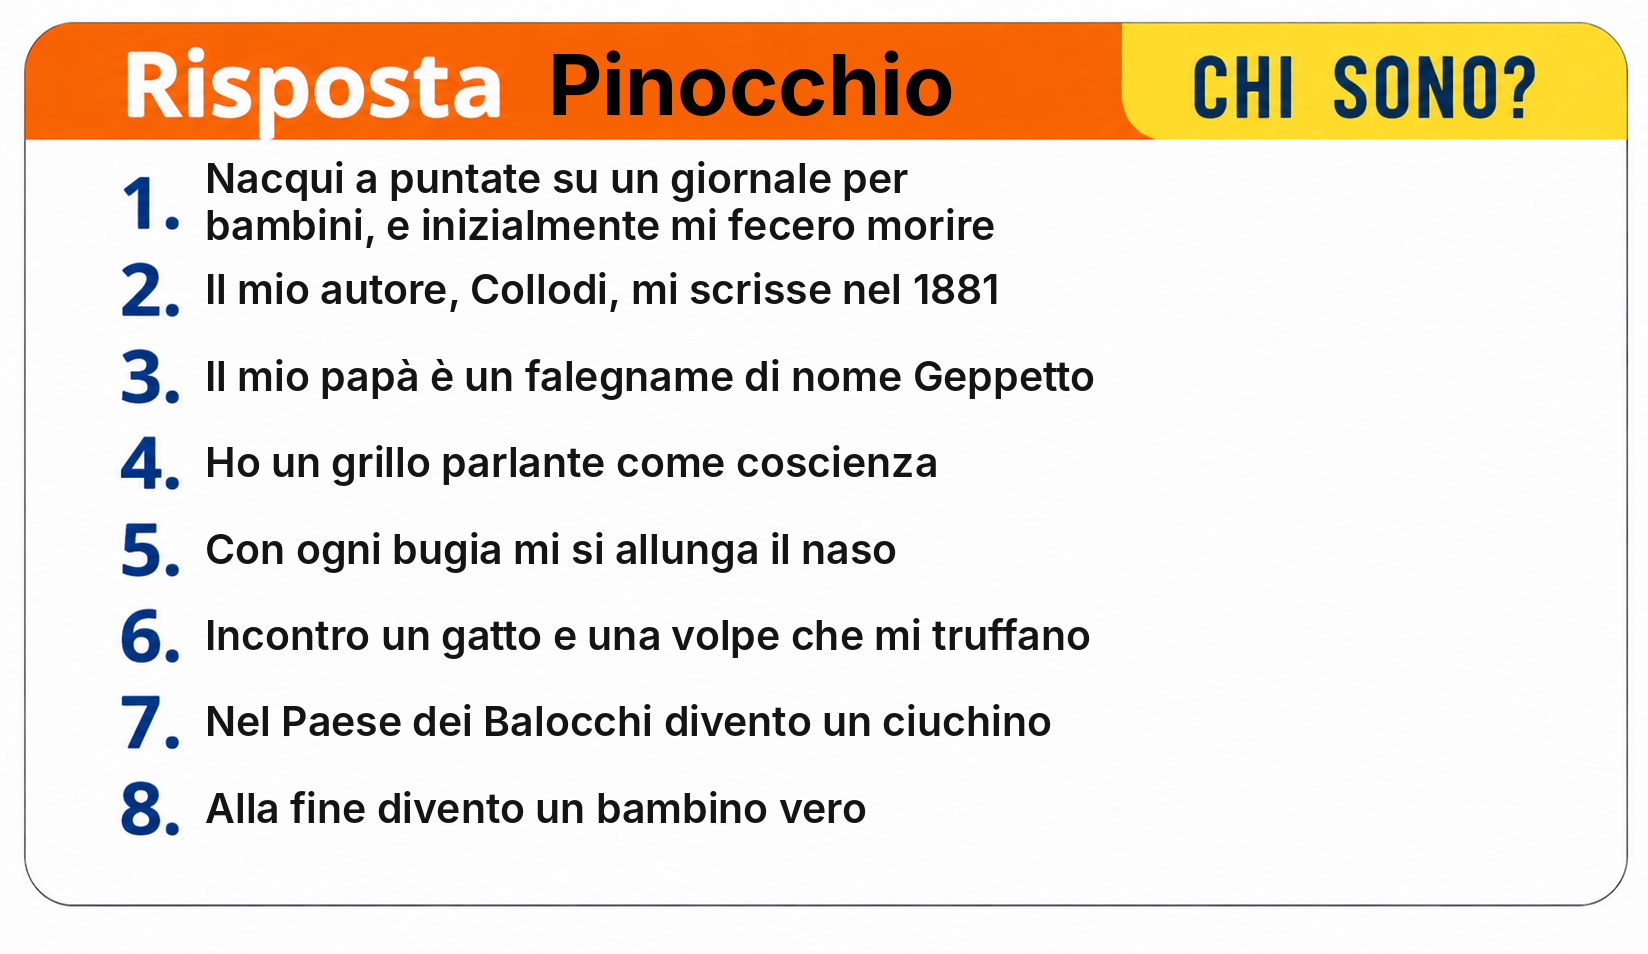 Risposta Pinocchio
CHI SONO?
1. Nacqui a puntate su un giornale per
bambini, e inizialmente mi fecero morire
2. Il mio autore, Collodi, mi scrisse nel 1881
3. Il mio papà è un falegname di nome Geppetto
4. Ho un grillo parlante come coscienza
5. Con ogni bugia mi si allunga il naso
6. Incontro un gatto e una volpe che mi truffano
7. Nel Paese dei Balocchi divento un ciuchino
8. Alla fine divento un bambino vero